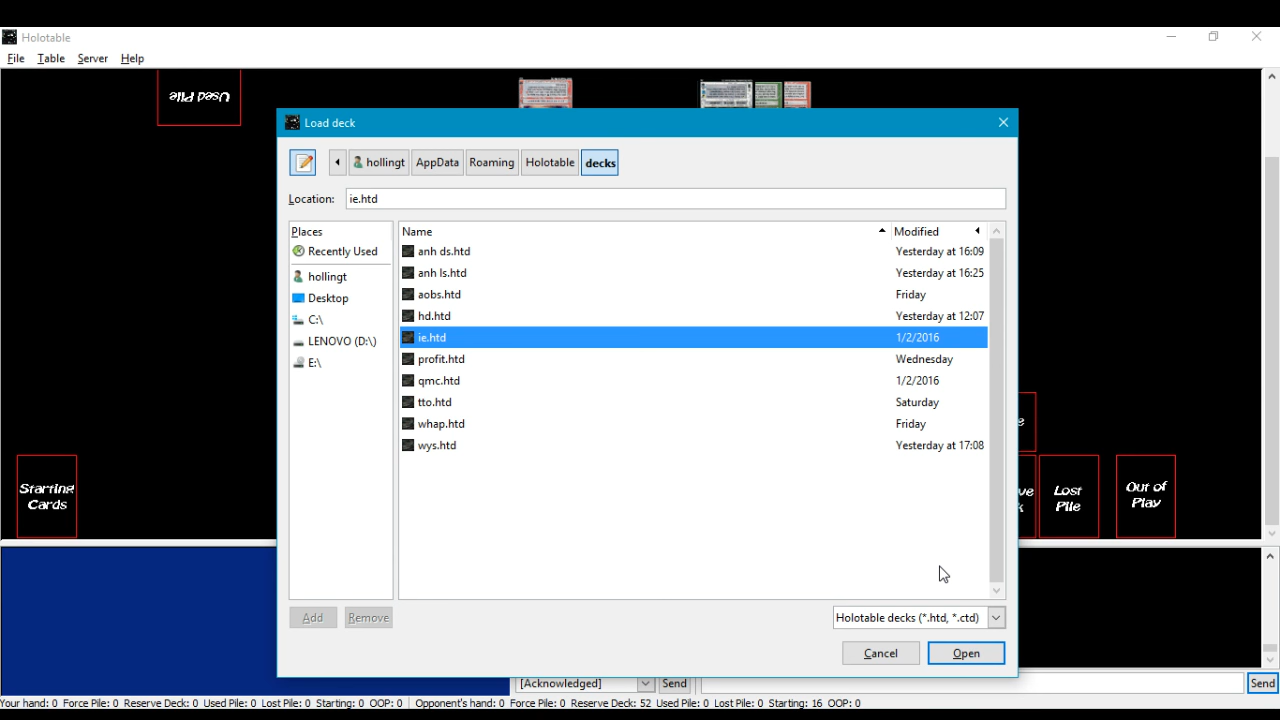 Holotable
File Table Server Help
Used Pile
Load deck
hollingt AppData Roaming Holotable decks
Location: ie.htd
Places
Recently Used
hollingt
Desktop
C:\
LENOVO (D:\)
E:\
Name Modified
anh ds.htd Yesterday at 16:09
anh ls.htd Yesterday at 16:25
aobs.htd Friday
hd.htd Yesterday at 12:07
ie.htd 1/2/2016
profit.htd Wednesday
qmc.htd 1/2/2016
tto.htd Saturday
whap.htd Friday
wys.htd Yesterday at 17:08
Starting
Cards
Lost
Pile
Out of
Play
Add Remove
Holotable decks (*.htd, *.ctd)
Cancel Open
[Acknowledged] Send
Send
Your hand: 0 Force Pile: 0 Reserve Deck: 0 Used Pile: 0 Lost Pile: 0 Starting: 0 OOP: 0
Opponent's hand: 0 Force Pile: 0 Reserve Deck: 52 Used Pile: 0 Lost Pile: 0 Starting: 16 OOP: 0